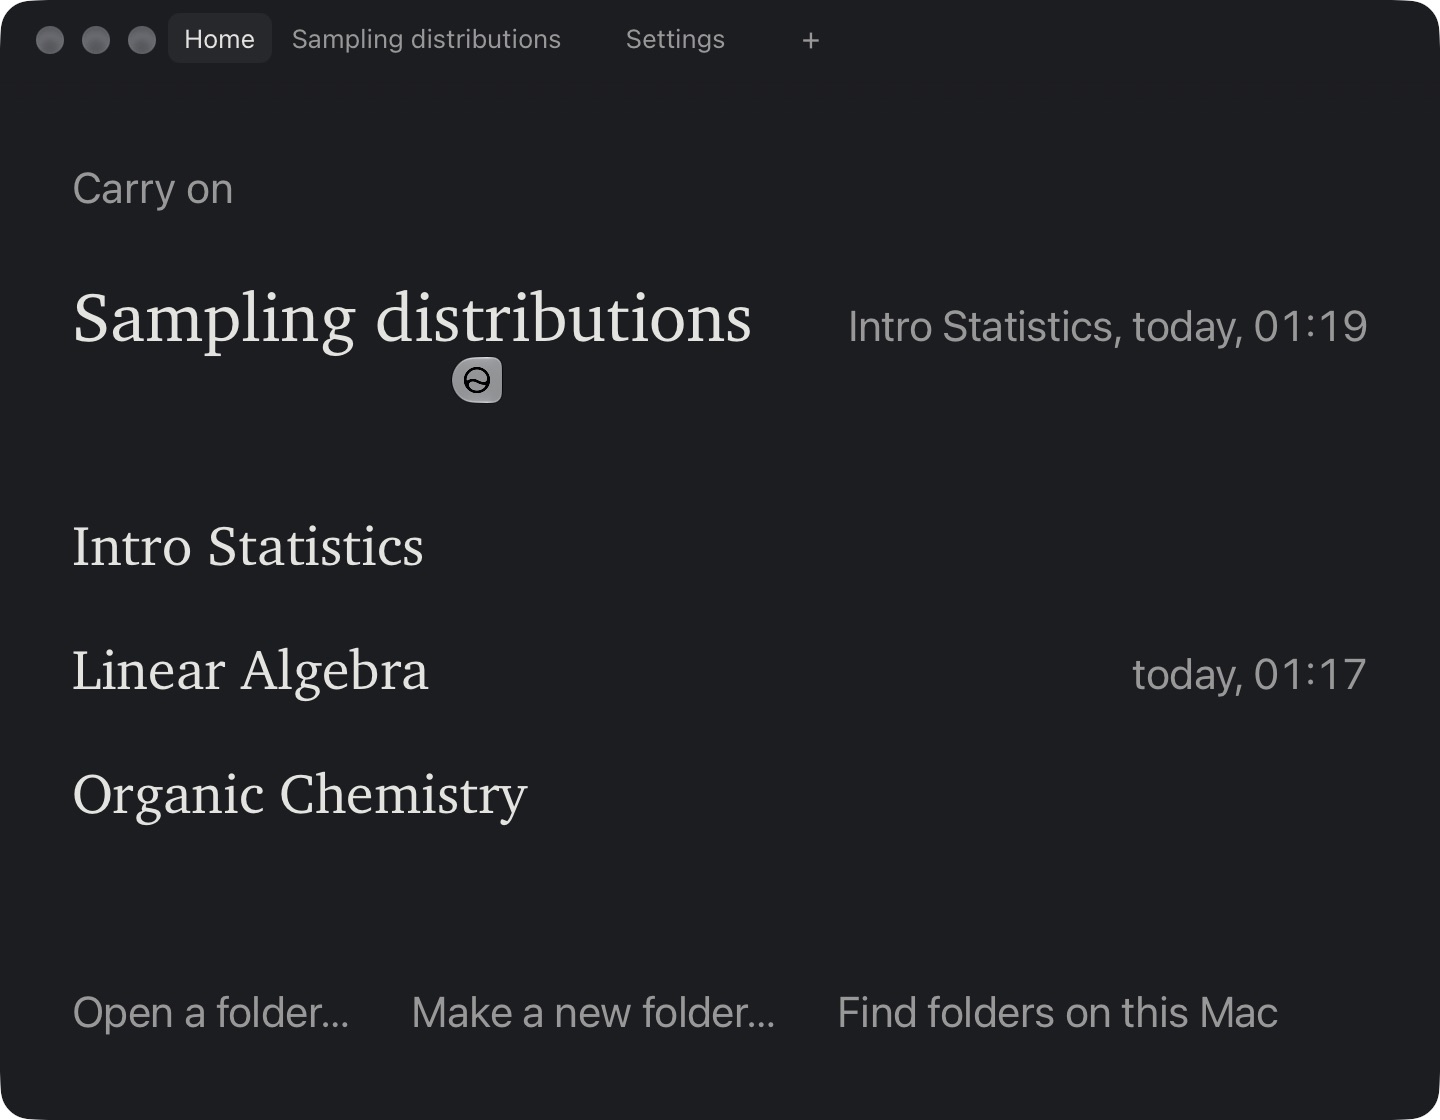 Home Sampling distributions Settings +
Carry on
Sampling distributions Intro Statistics, today, 01:19
Intro Statistics
Linear Algebra today, 01:17
Organic Chemistry
Open a folder... Make a new folder... Find folders on this Mac